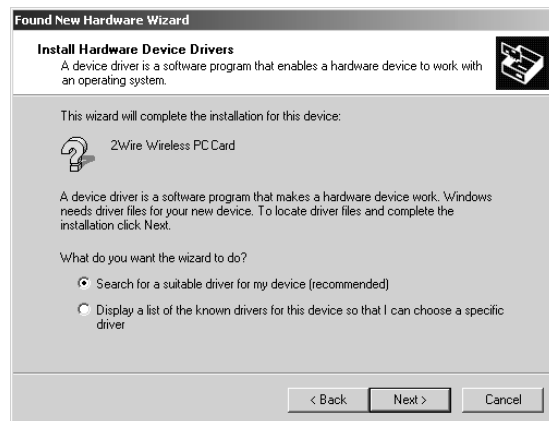 Found New Hardware Wizard
Install Hardware Device Drivers
A device driver is a software program that enables a hardware device to work with
an operating system.
This wizard will complete the installation for this device:
2Wire Wireless PC Card
A device driver is a software program that makes a hardware device work. Windows
needs driver files for your new device. To locate driver files and complete the
installation click Next.
What do you want the wizard to do?
Search for a suitable driver for my device (recommended)
Display a list of the known drivers for this device so that I can choose a specific
driver
< Back
Next >
Cancel